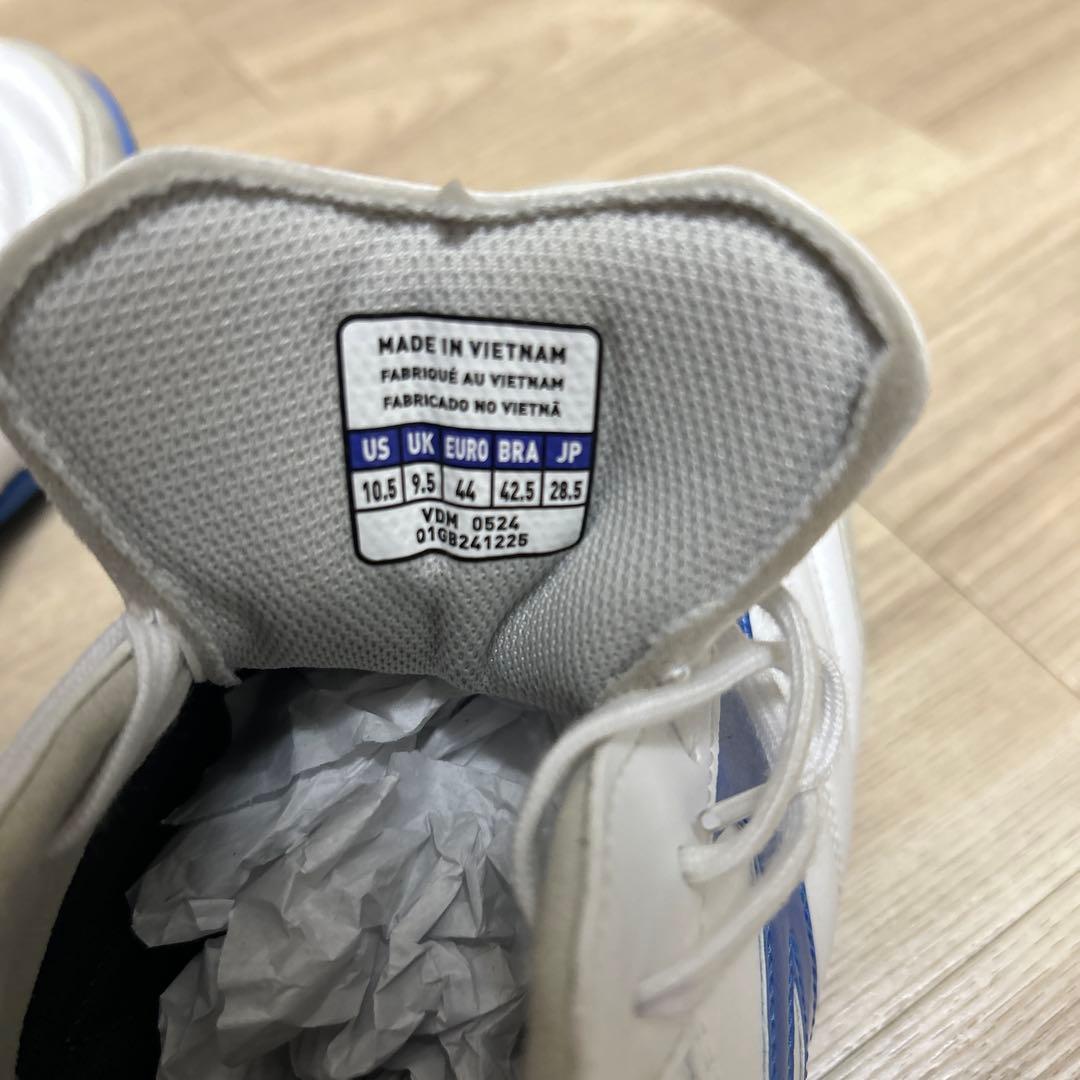 MADE IN VIETNAM
FABRIQUÉ AU VIETNAM
FABRICADO NO VIETNÃ
US UK EURO BRA JP
10.5 9.5 44 42.5 28.5
VDM 0524
01GB241225